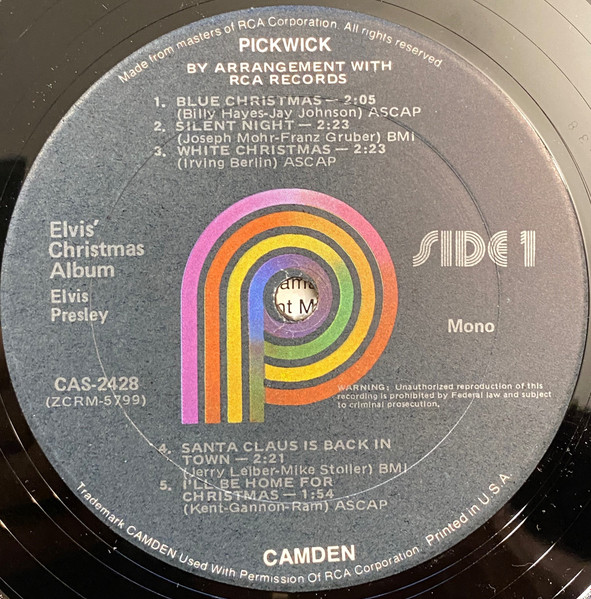 Made from masters of RCA Corporation. All rights reserved
PICKWICK
BY ARRANGEMENT WITH
RCA RECORDS
1. BLUE CHRISTMAS — 2:05
(Billy Hayes-Jay Johnson) ASCAP
2. SILENT NIGHT — 2:23
(Joseph Mohr-Franz Gruber) BMI
3. WHITE CHRISTMAS — 2:23
(Irving Berlin) ASCAP
Elvis'
Christmas
Album
Elvis
Presley
SIDE 1
Mono
CAS-2428
(ZCRM-5799)
WARNING: Unauthorized reproduction of this
recording is prohibited by Federal law and subject
to criminal prosecution.
4. SANTA CLAUS IS BACK IN
TOWN — 2:21
(Jerry Leiber-Mike Stoller) BMI
5. I'LL BE HOME FOR
CHRISTMAS — 1:54
(Kent-Gannon-Ram) ASCAP
CAMDEN
Trademark CAMDEN Used With Permission Of RCA Corporation. Printed in U.S.A.